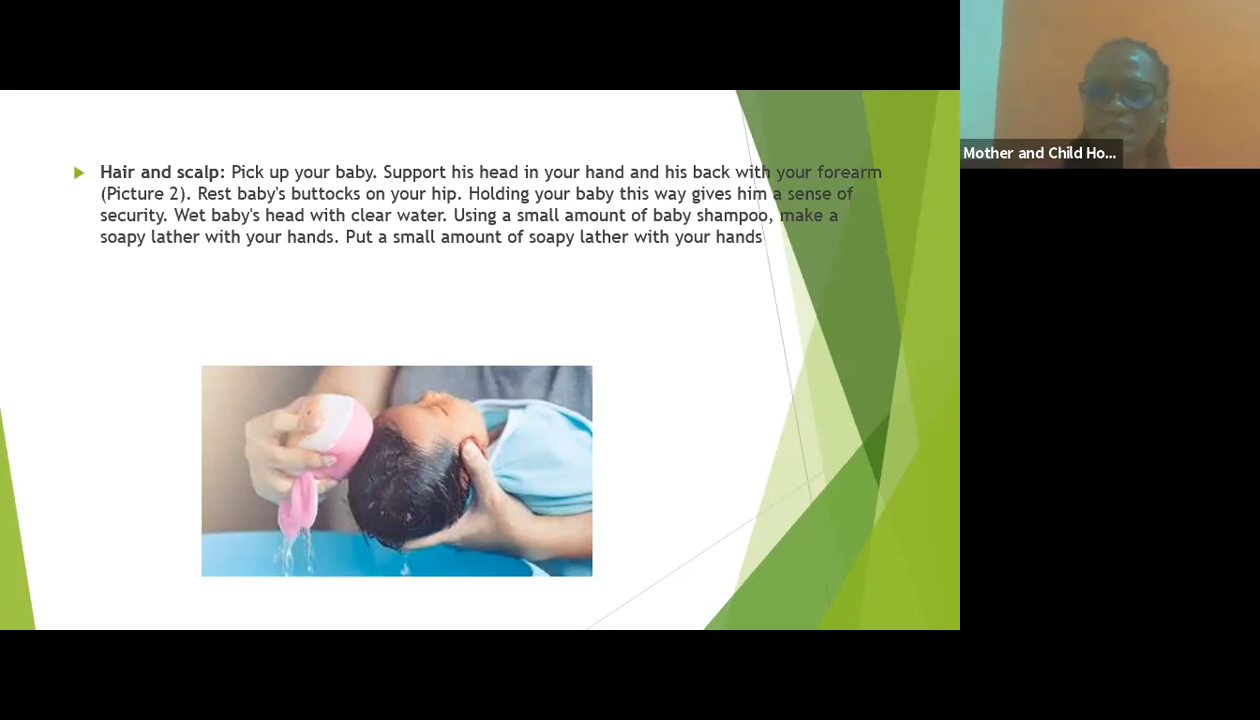 Hair and scalp: Pick up your baby. Support his head in your hand and his back with your forearm
(Picture 2). Rest baby's buttocks on your hip. Holding your baby this way gives him a sense of
security. Wet baby's head with clear water. Using a small amount of baby shampoo, make a
soapy lather with your hands. Put a small amount of soapy lather with your hands
Mother and Child Ho...